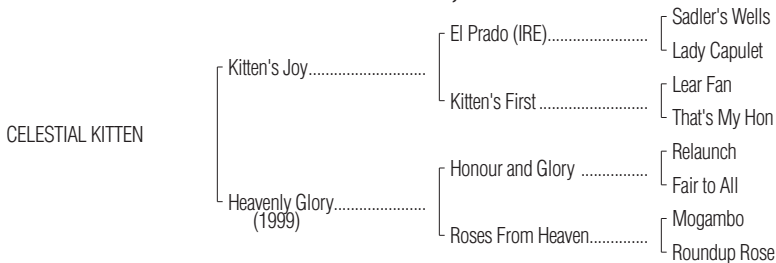 Sadler's Wells
El Prado (IRE)............................
Lady Capulet
Kitten's Joy................................
Lear Fan
Kitten's First ..............................
That's My Hon
CELESTIAL KITTEN
Relaunch
Honour and Glory ..................
Fair to All
Heavenly Glory.........................
(1999)
Mogambo
Roses From Heaven................
Roundup Rose